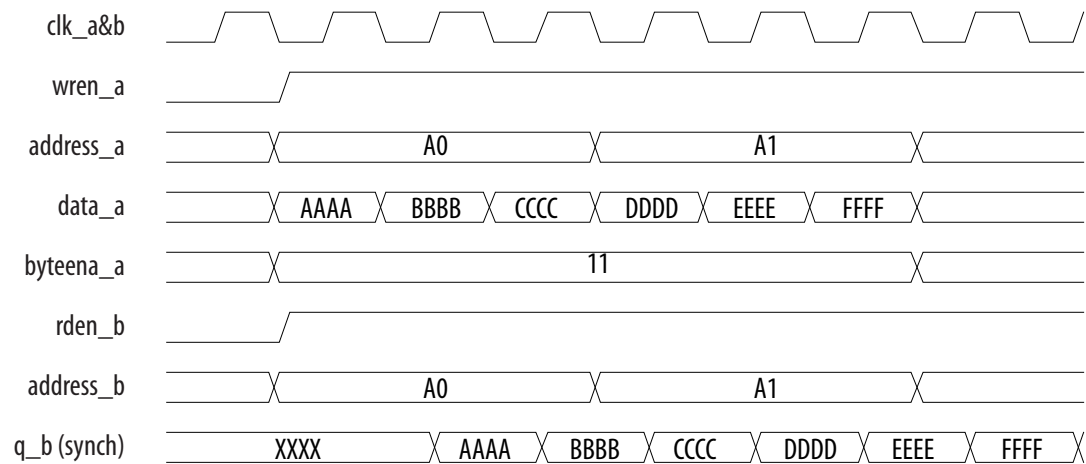 clk_a&b
wren_a
address_a A0 A1
data_a AAAA BBBB CCCC DDDD EEEE FFFF
byteena_a 11
rden_b
address_b A0 A1
q_b (synch) XXXX AAAA BBBB CCCC DDDD EEEE FFFF